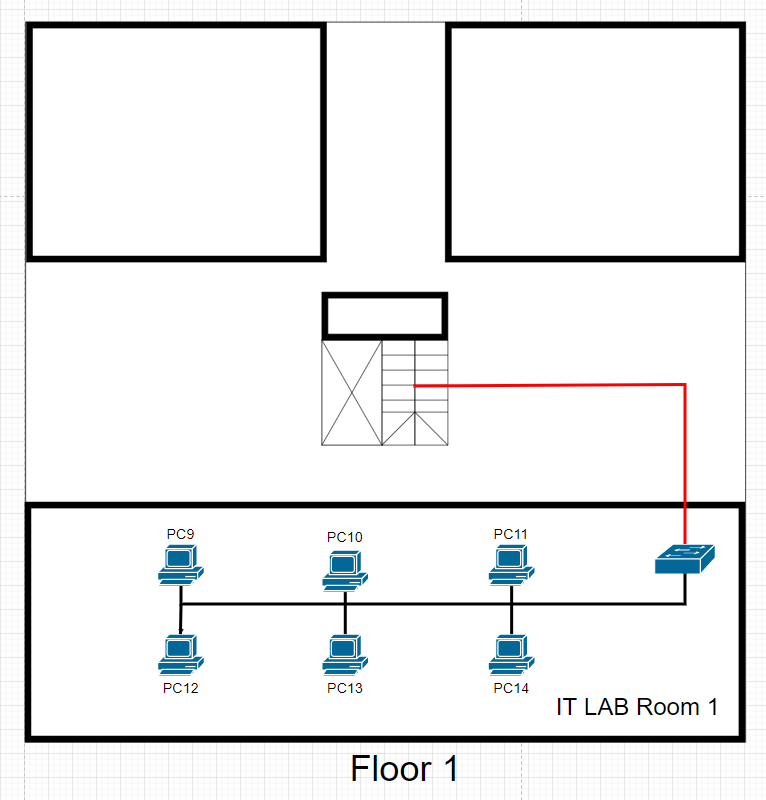 PC9
PC10
PC11
PC12
PC13
PC14
IT LAB Room 1
Floor 1